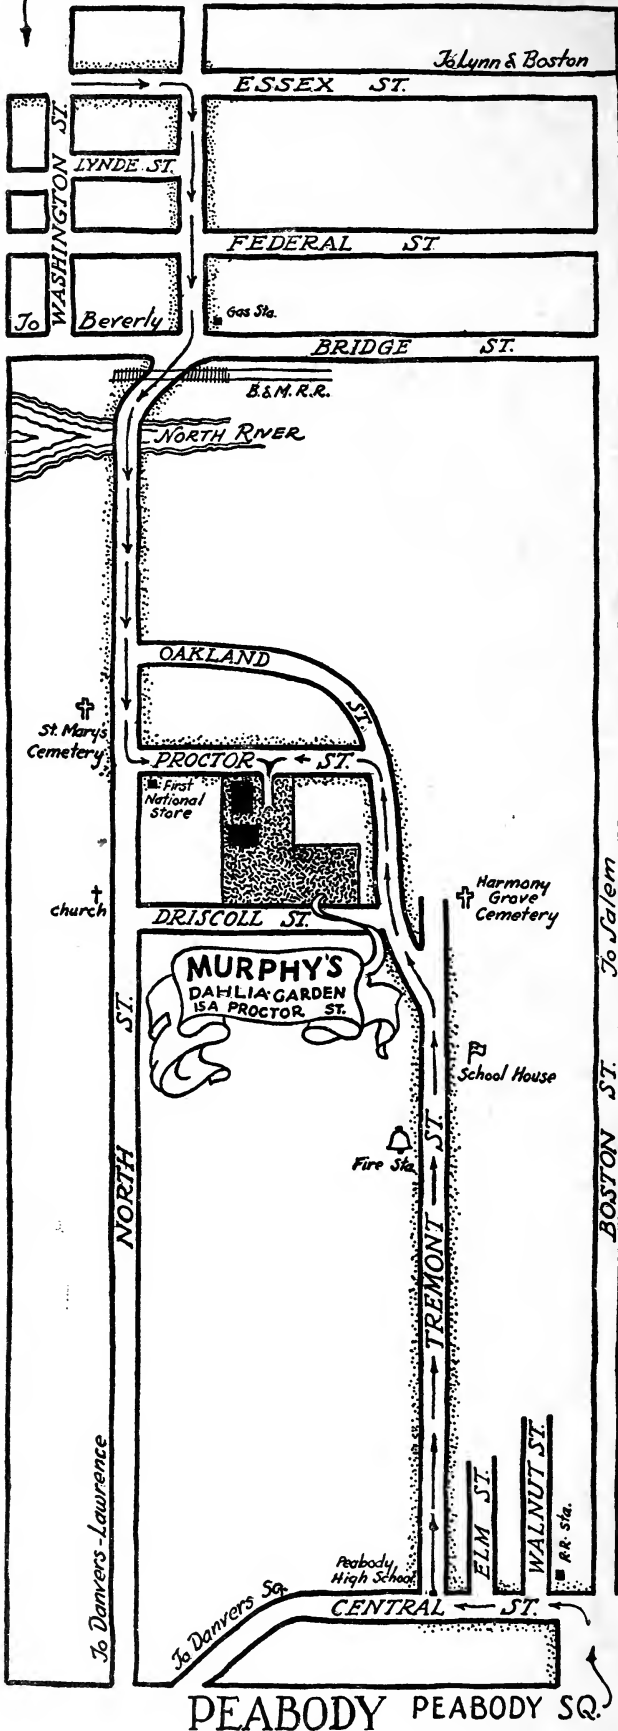 To Lynn & Boston
ESSEX ST.
WASHINGTON ST.
LYNDE ST.
FEDERAL ST
To Beverly
Gas Sta.
BRIDGE ST.
B. & M. R.R.
NORTH RIVER
OAKLAND ST.
St. Mary's
Cemetery
PROCTOR ST.
First
National
Store
church
Harmony
Grove
Cemetery
DRISCOLL ST.
To Salem
MURPHY'S
DAHLIA GARDEN
15A PROCTOR ST.
School House
Fire Sta.
NORTH ST.
TREMONT ST.
BOSTON ST.
To Danvers-Lawrence
ELM ST.
WALNUT ST.
R.R. Sta.
Peabody
High School
To Danvers Sq.
CENTRAL ST.
PEABODY PEABODY SQ.